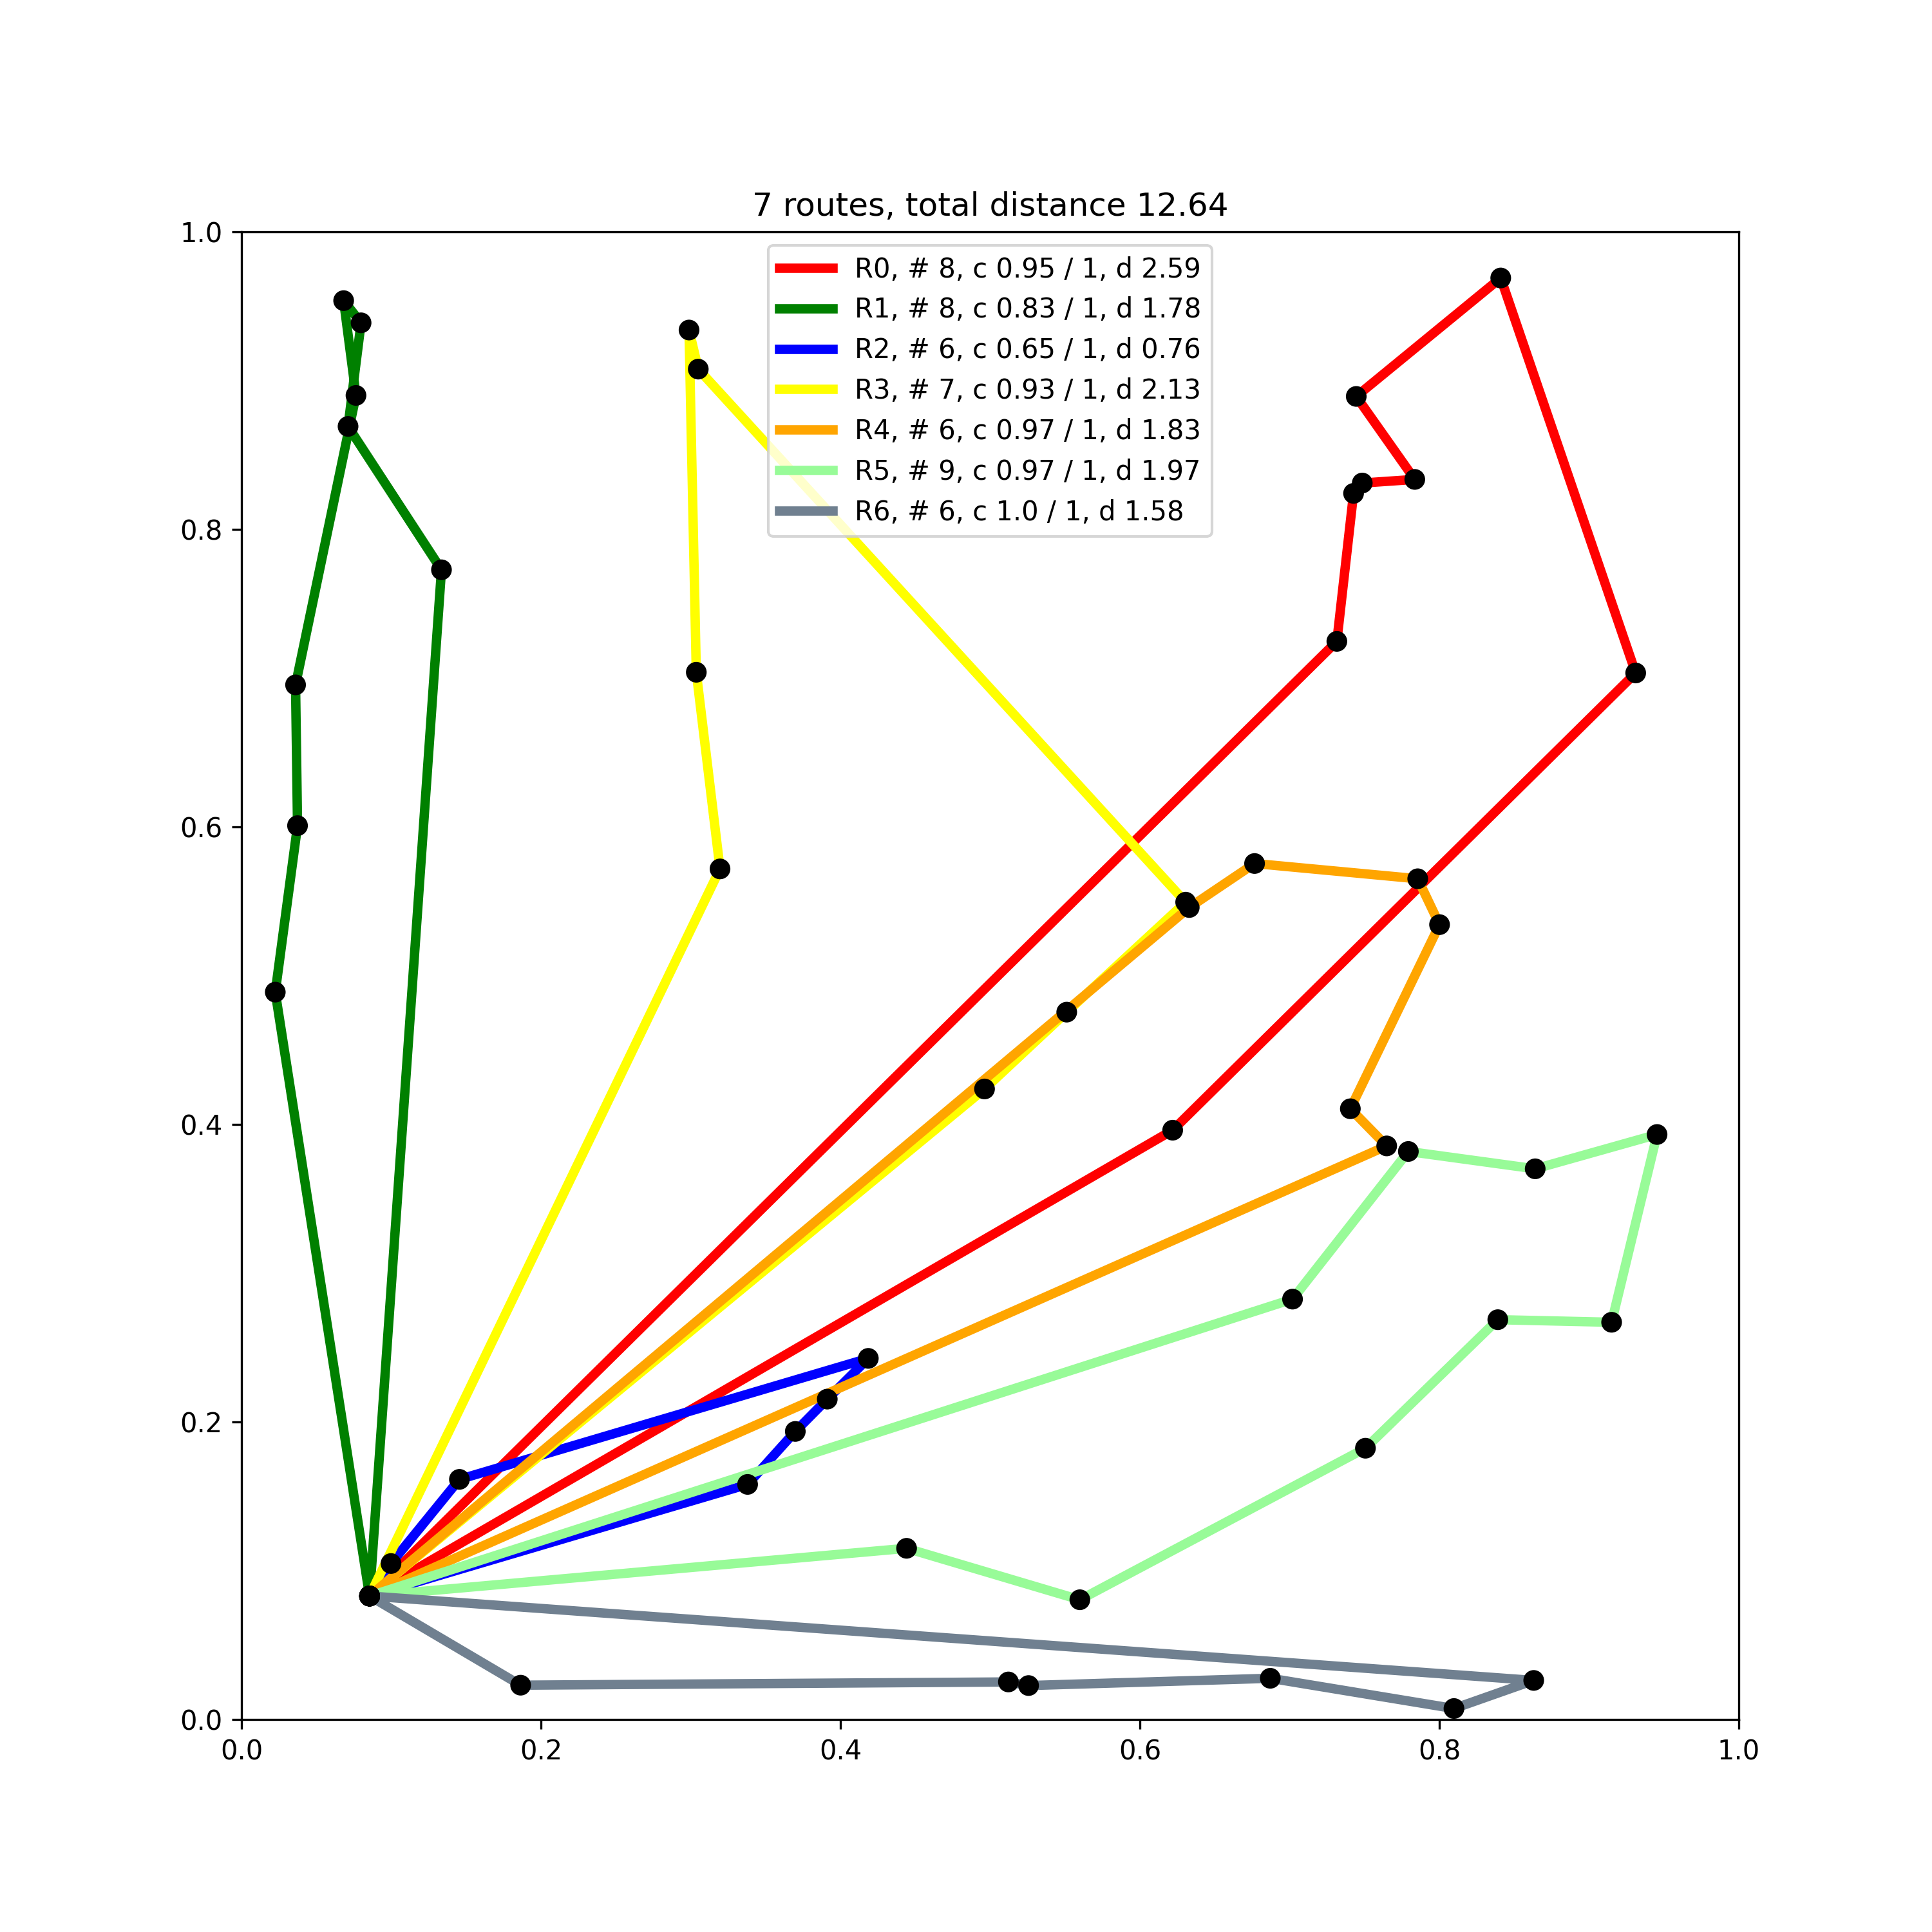 7 routes, total distance 12.64
1.0
R0, # 8, c 0.95 / 1, d 2.59
R1, # 8, c 0.83 / 1, d 1.78
R2, # 6, c 0.65 / 1, d 0.76
R3, # 7, c 0.93 / 1, d 2.13
R4, # 6, c 0.97 / 1, d 1.83
R5, # 9, c 0.97 / 1, d 1.97
R6, # 6, c 1.0 / 1, d 1.58
0.8
0.6
0.4
0.2
0.0
0.0 0.2 0.4 0.6 0.8 1.0